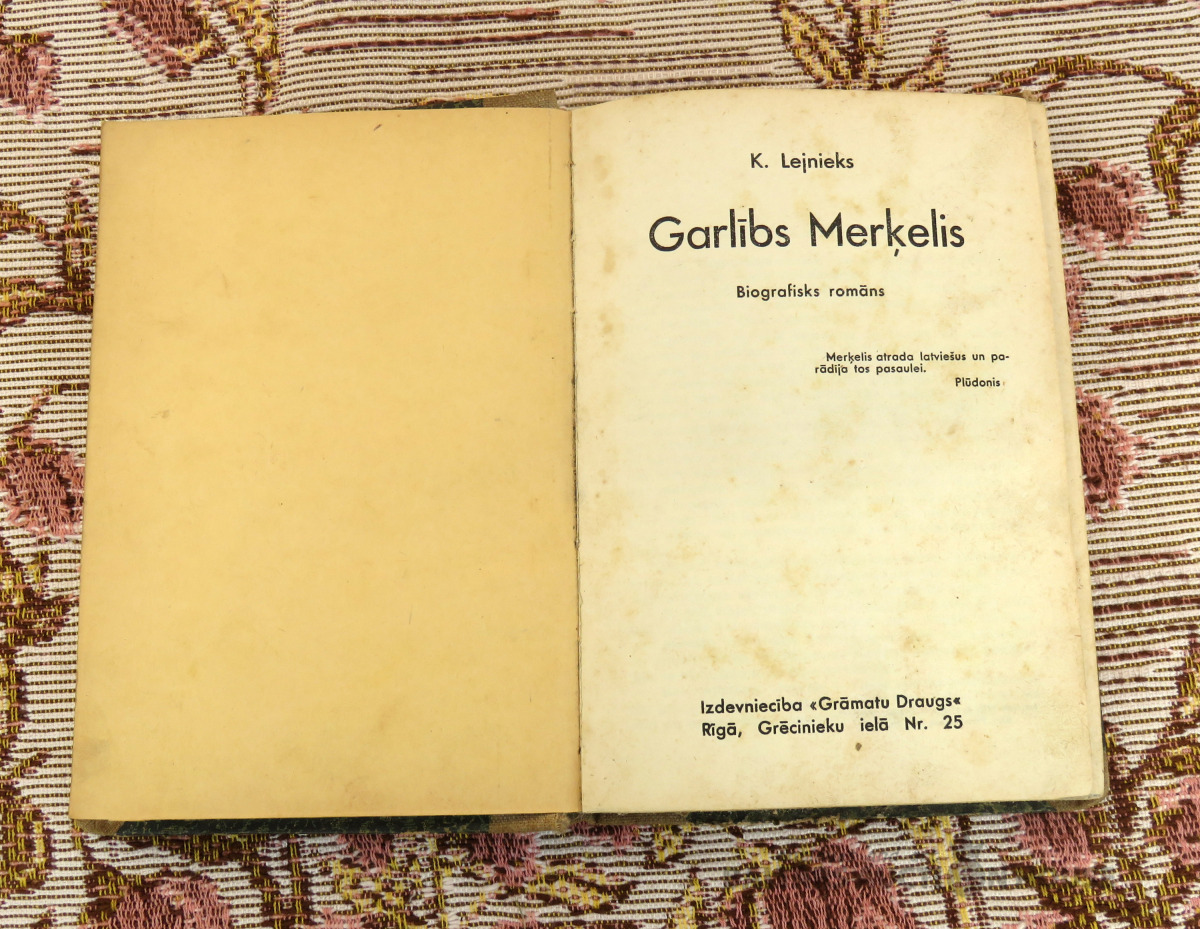 K. Lejnieks
Garlībs Merķelis
Biografisks romāns
Merķelis atrada latviešus un pa-
rādīja tos pasaulei.
Plūdonis
Izdevniecība «Grāmatu Draugs«
Rīgā, Grēcinieku ielā Nr. 25